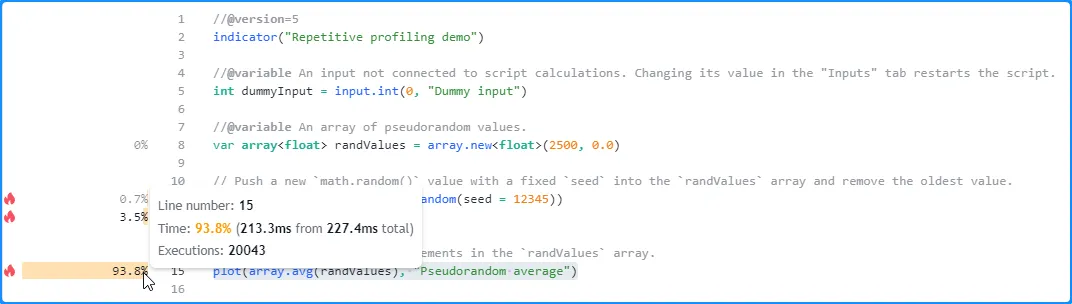 1 //@version=5
2 indicator("Repetitive profiling demo")
3
4 //@variable An input not connected to script calculations. Changing its value in the "Inputs" tab restarts the script.
5 int dummyInput = input.int(0, "Dummy input")
6
7 //@variable An array of pseudorandom values.
0% 8 var array<float> randValues = array.new<float>(2500, 0.0)
9
10 // Push a new `math.random()` value with a fixed `seed` into the `randValues` array and remove the oldest value.
0.7% andom(seed = 12345))
3.5%
Line number: 15
Time: 93.8% (213.3ms from 227.4ms total)
Executions: 20043
ements in the `randValues` array.
93.8% 15 plot(array.avg(randValues), "Pseudorandom average")
16